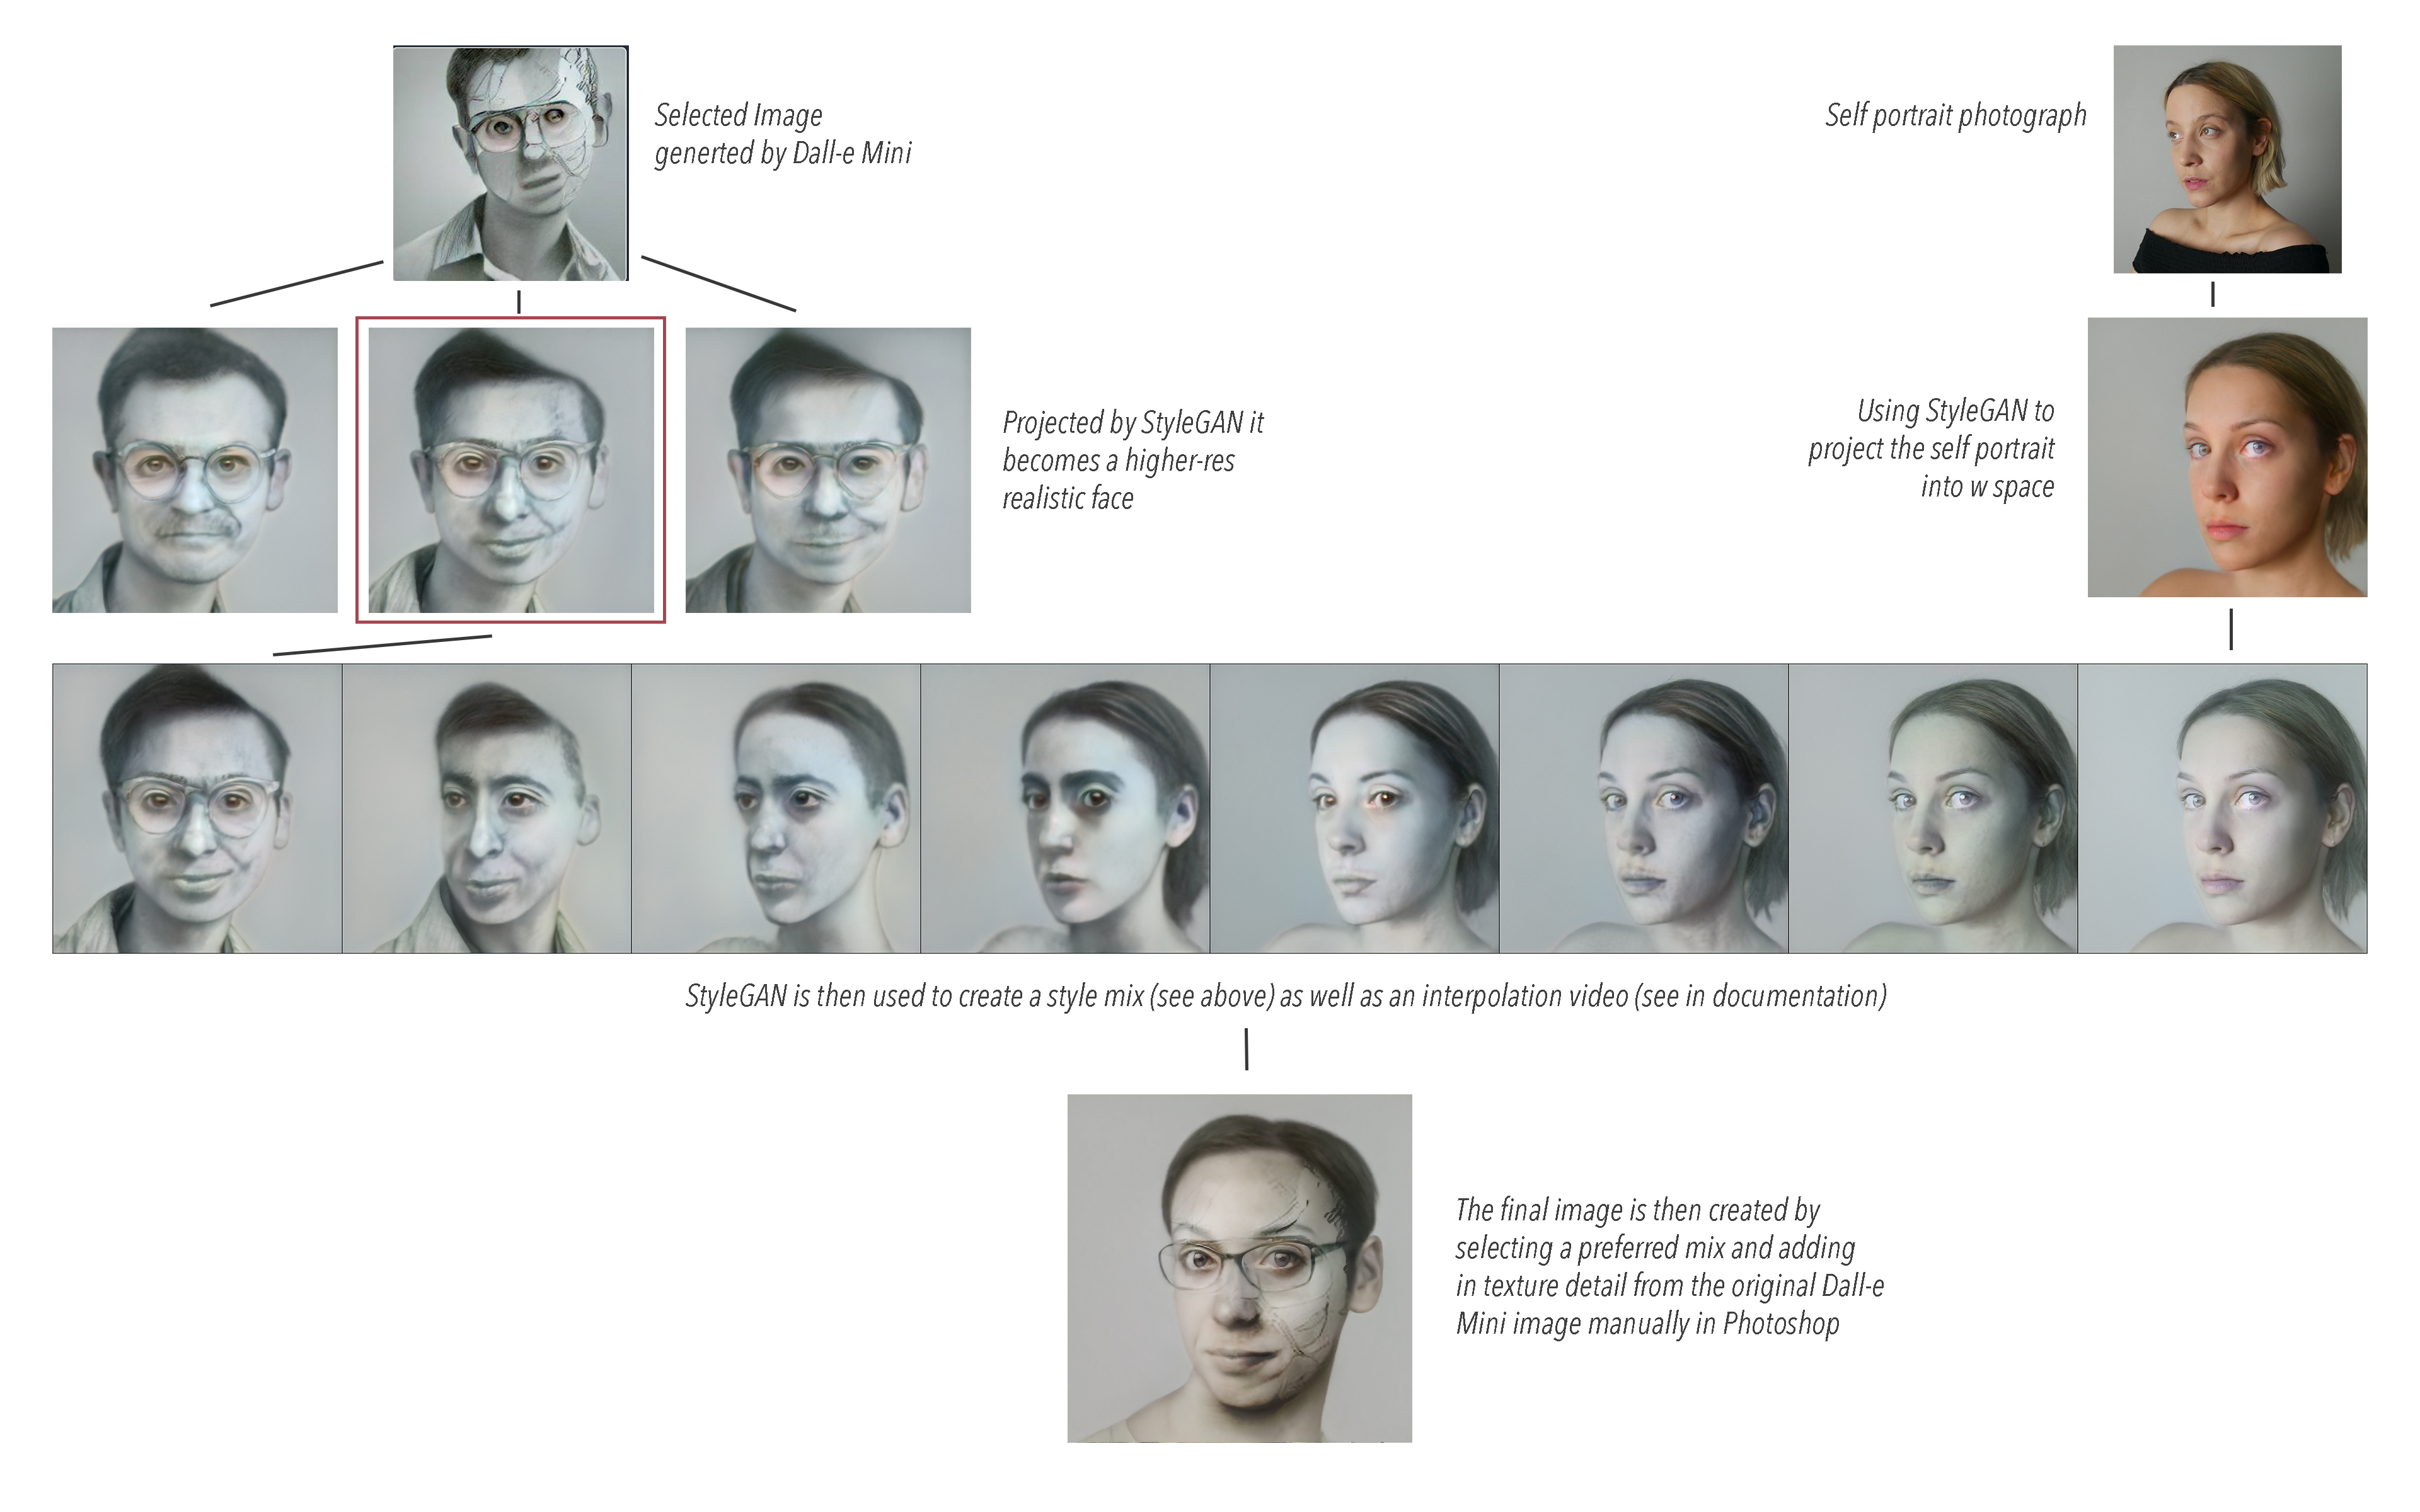 Selected Image
generted by Dall-e Mini
Self portrait photograph
Projected by StyleGAN it
becomes a higher-res
realistic face
Using StyleGAN to
project the self portrait
into w space
StyleGAN is then used to create a style mix (see above) as well as an interpolation video (see in documentation)
The final image is then created by
selecting a preferred mix and adding
in texture detail from the original Dall-e
Mini image manually in Photoshop